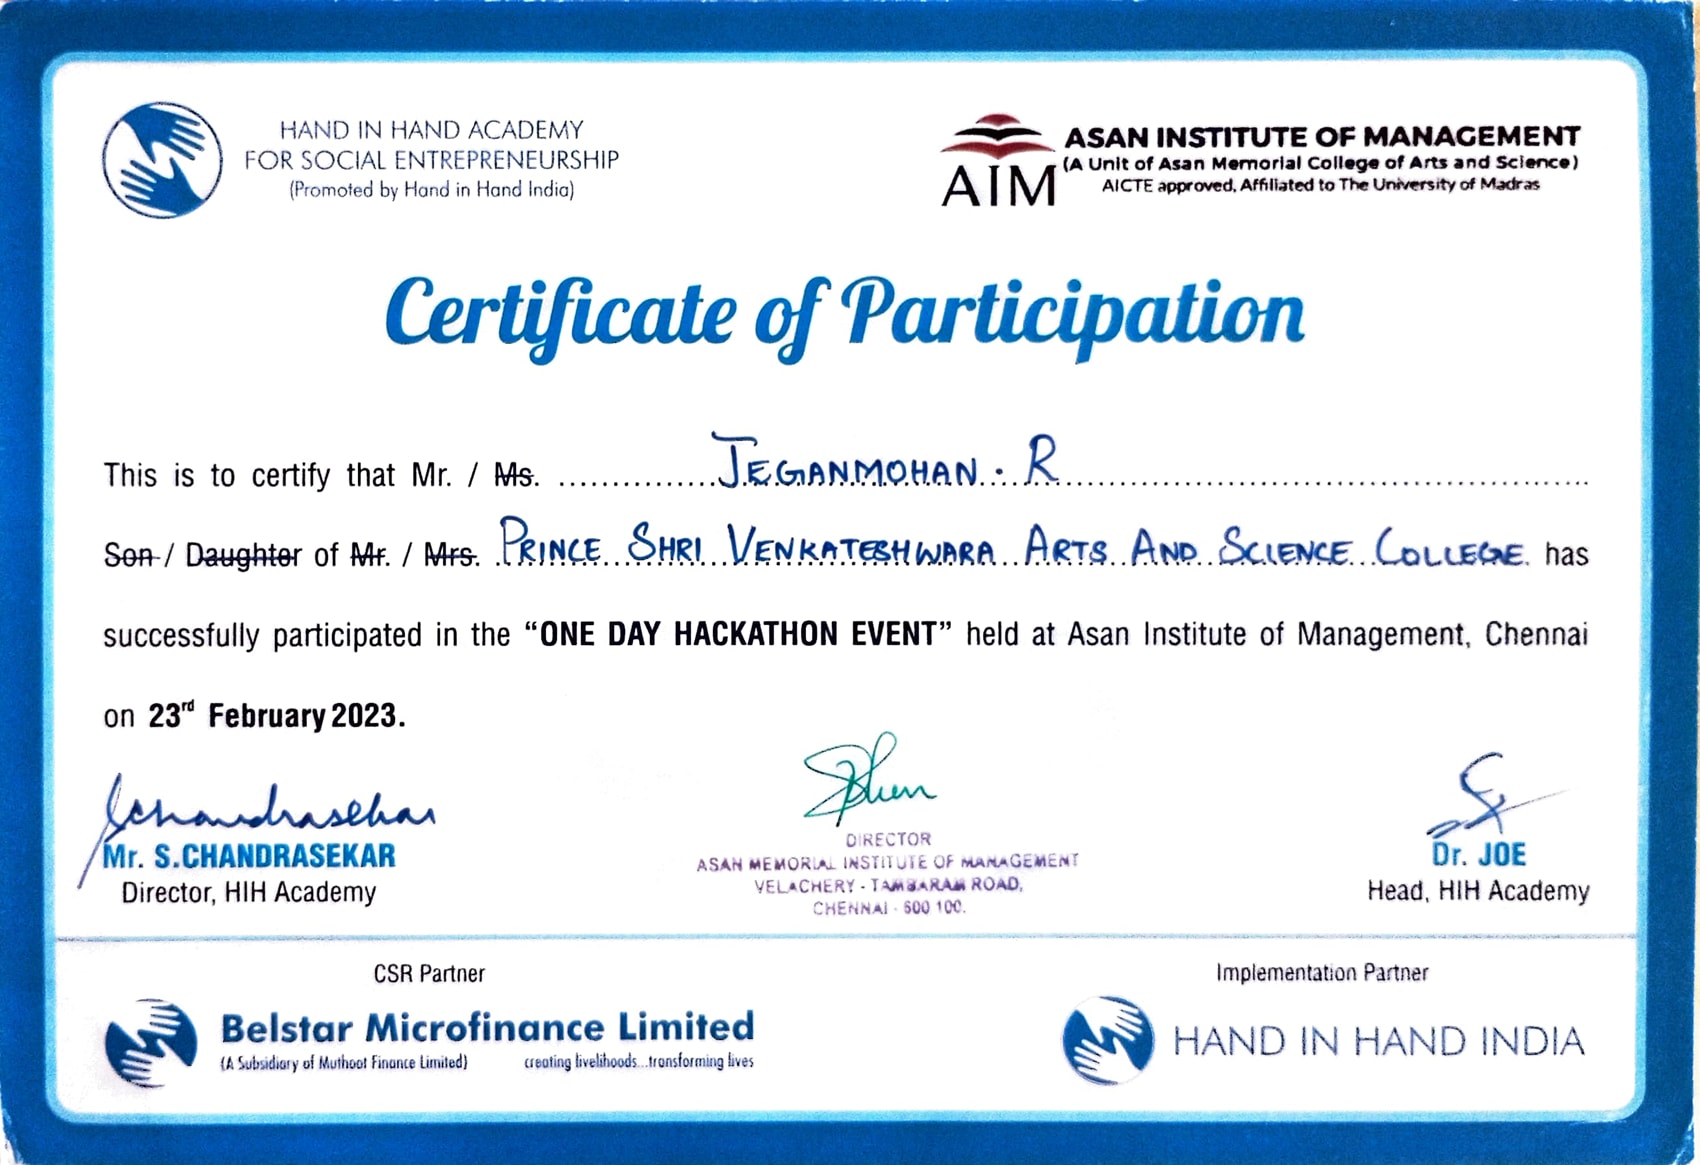 HAND IN HAND ACADEMY
FOR SOCIAL ENTREPRENEURSHIP
(Promoted by Hand in Hand India)
AIM
ASAN INSTITUTE OF MANAGEMENT
(A Unit of Asan Memorial College of Arts and Science)
AICTE approved, Affiliated to The University of Madras
Certificate of Participation
This is to certify that Mr. / Ms. JEGANMOHAN. R
Son / Daughter of Mr. / Mrs. PRINCE SHRI VENKATESHWARA ARTS AND SCIENCE COLLEGE. has
successfully participated in the “ONE DAY HACKATHON EVENT” held at Asan Institute of Management, Chennai
on 23rd February 2023.
SChandrasekar
Mr. S.CHANDRASEKAR
Director, HIH Academy
DIRECTOR
ASAN MEMORIAL INSTITUTE OF MANAGEMENT
VELACHERY - TAMBARAM ROAD,
CHENNAI - 600 100.
Dr. JOE
Head, HIH Academy
CSR Partner
Belstar Microfinance Limited
(A Subsidiary of Muthoot Finance Limited) creating livelihoods...transforming lives
Implementation Partner
HAND IN HAND INDIA